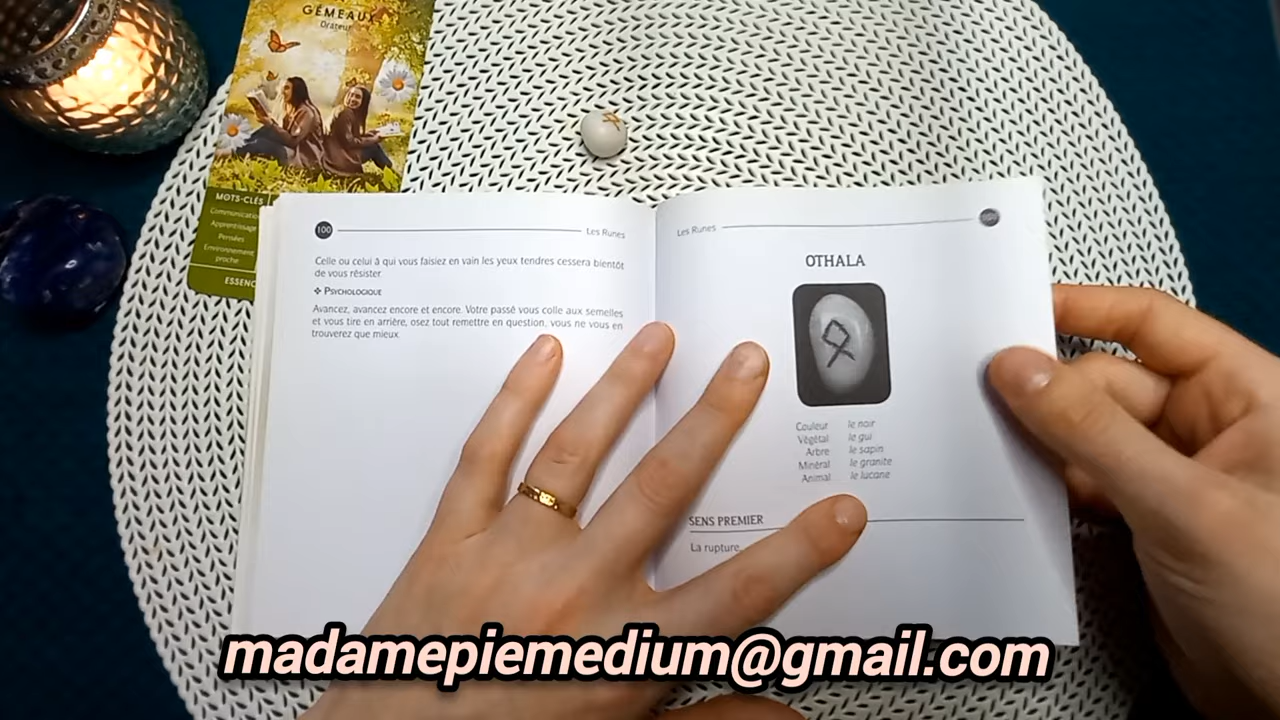 GÉMEAUX
Orateur
MOTS-CLÉS
Communication
Apprentissage
Pensées
Environnement
proche
ESSENC
100
Les Runes
Celle ou celui à qui vous faisiez en vain les yeux tendres cessera bientôt
de vous résister.
❖ Psychologique
Avancez, avancez encore et encore. Votre passé vous colle aux semelles
et vous tire en arrière, osez tout remettre en question, vous ne vous en
trouverez que mieux.
Les Runes
OTHALA
Couleur le noir
Végétal le gui
Arbre le sapin
Minéral le granite
Animal le lucane
SENS PREMIER
La rupture.
madamepiemedium@gmail.com